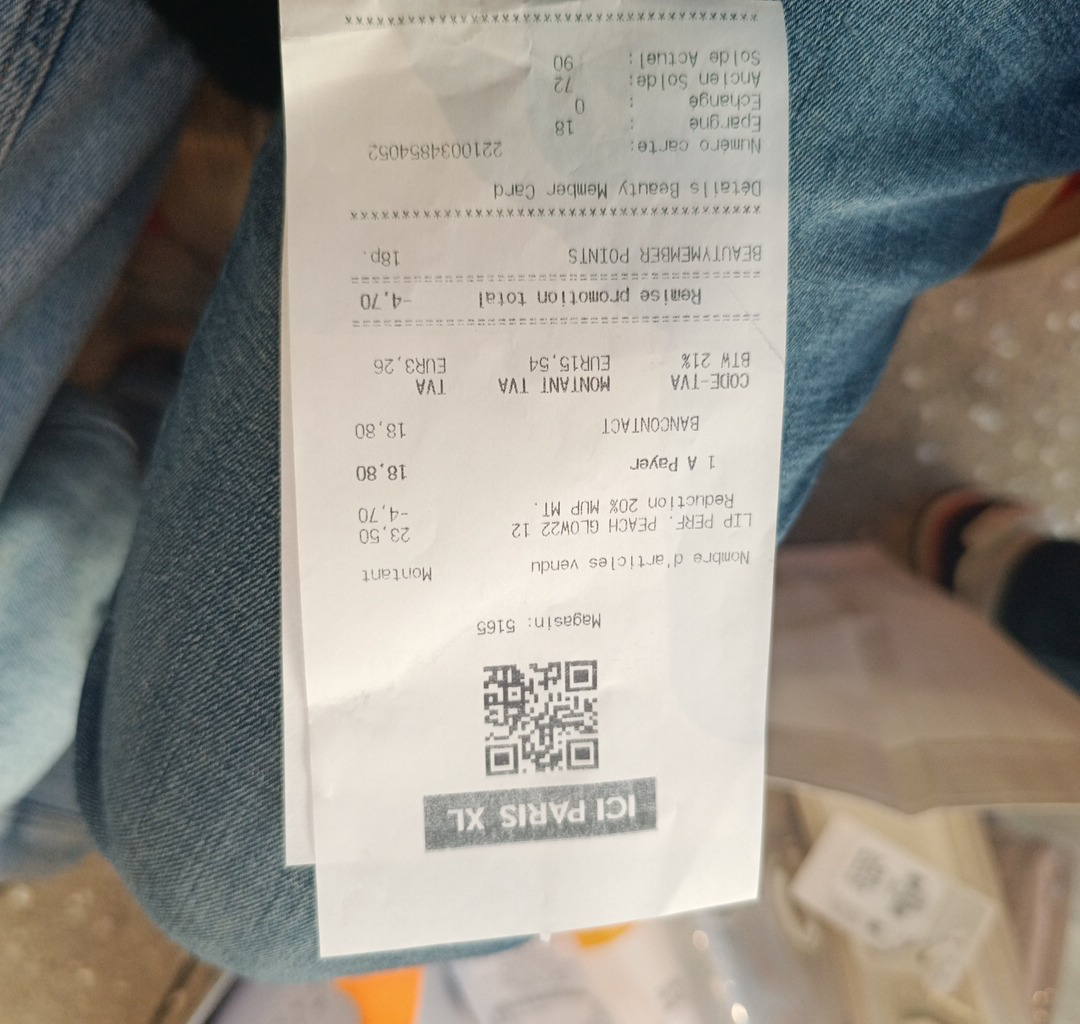 ICI PARIS XL
Magasin: 5165
Nombre d'articles vendu Montant
LIP PERF. PEACH GLOW22 12 23,50
Reduction 20% MUP MT. -4,70
1 A Payer 18,80
BANCONTACT 18,80
CODE-TVA MONTANT TVA TVA
BTW 21% EUR15,54 EUR3,26
Remise promotion total -4,70
BEAUTYMEMBER POINTS 18p.
Détails Beauty Member Card
Numéro carte: 2210034854052
Epargné : 18
Echangé : 0
Ancien Solde: 72
Solde Actuel: 90